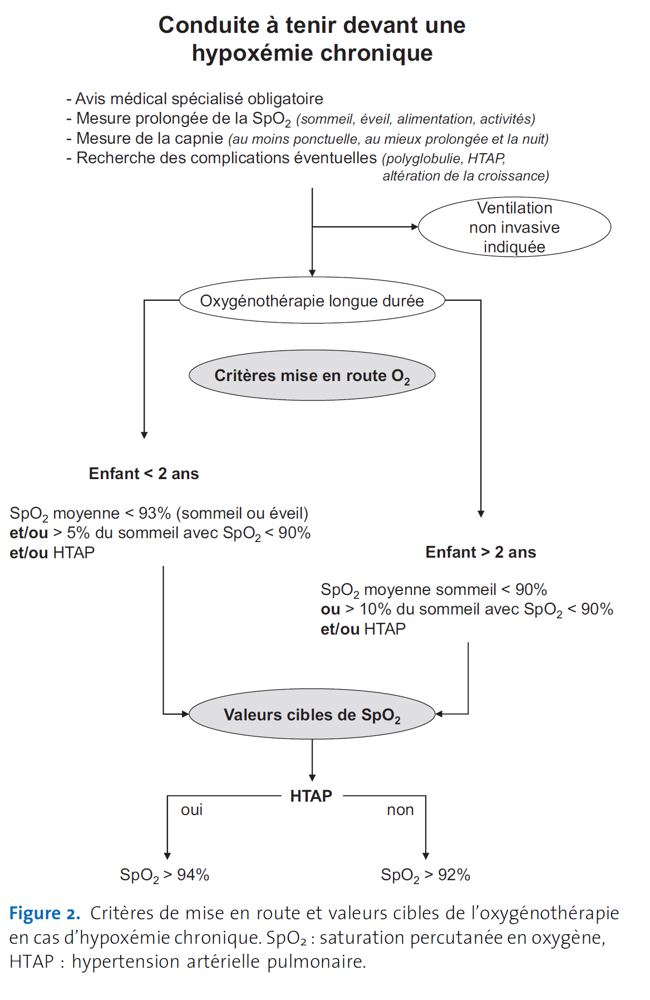 Conduite à tenir devant une
hypoxémie chronique
- Avis médical spécialisé obligatoire
- Mesure prolongée de la SpO2 (sommeil, éveil, alimentation, activités)
- Mesure de la capnie (au moins ponctuelle, au mieux prolongée et la nuit)
- Recherche des complications éventuelles (polyglobulie, HTAP,
altération de la croissance)
Ventilation
non invasive
indiquée
Oxygénothérapie longue durée
Critères mise en route O2
Enfant < 2 ans
SpO2 moyenne < 93% (sommeil ou éveil)
et/ou > 5% du sommeil avec SpO2 < 90%
et/ou HTAP
Enfant > 2 ans
SpO2 moyenne sommeil < 90%
ou > 10% du sommeil avec SpO2 < 90%
et/ou HTAP
Valeurs cibles de SpO2
HTAP
oui
non
SpO2 > 94%
SpO2 > 92%
Figure 2. Critères de mise en route et valeurs cibles de l'oxygénothérapie
en cas d'hypoxémie chronique. SpO2 : saturation percutanée en oxygène,
HTAP : hypertension artérielle pulmonaire.